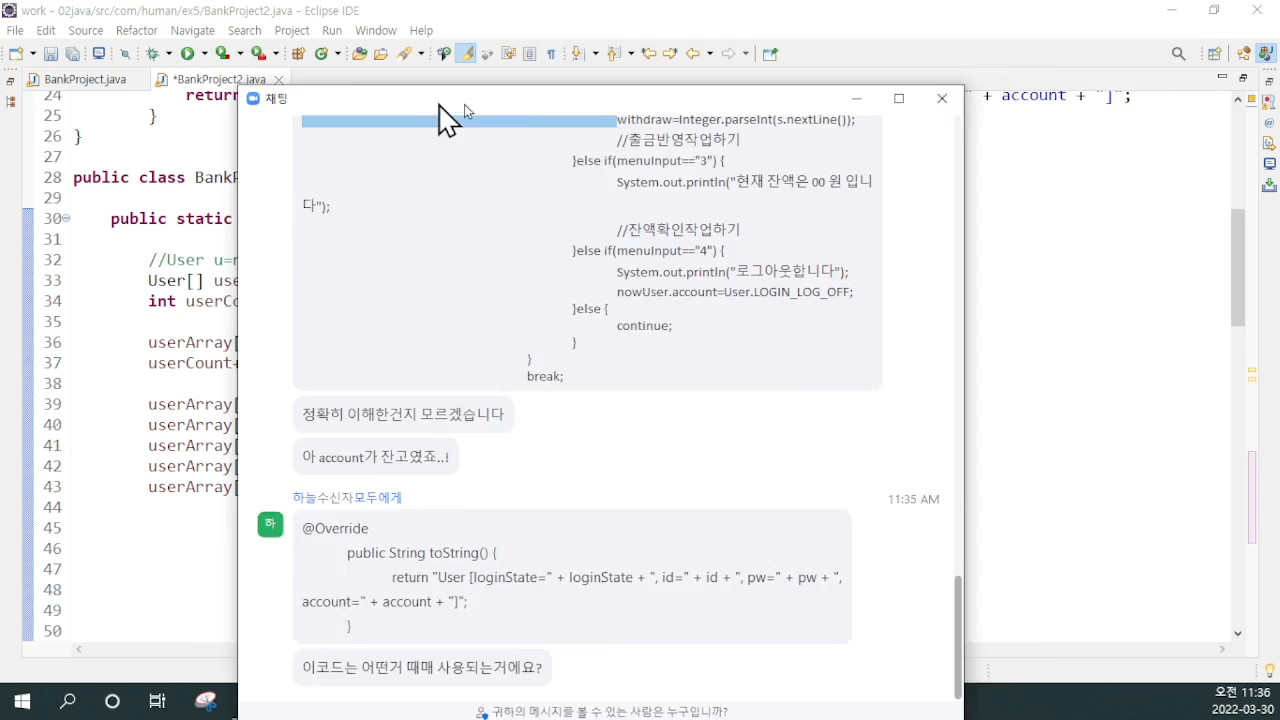 work - 02java/src/com/human/ex5/BankProject2.java - Eclipse IDE
File Edit Source Refactor Navigate Search Project Run Window Help
BankProject.java *BankProject2.java
채팅
24 return + account + "]";
25 }
26 }
27
28 public class BankP
29
30 public static
31
32 //User u=n
33 User[] use
34 int userCo
35
36 userArray[
37 userCount+
38
39 userArray[
40 userArray[
41 userArray[
42 userArray[
43 userArray[
44
45
46
47
48
49
50
withdraw=Integer.parseInt(s.nextLine());
//출금반영작업하기
}else if(menuInput=="3") {
System.out.println("현재 잔액은 00 원 입니
다");
//잔액확인작업하기
}else if(menuInput=="4") {
System.out.println("로그아웃합니다");
nowUser.account=User.LOGIN_LOG_OFF;
}else {
continue;
}
}
break;
정확히 이해한건지 모르겠습니다
아 account가 잔고였죠..!
하늘수신자모두에게 11:35 AM
하
@Override
public String toString() {
return "User [loginState=" + loginState + ", id=" + id + ", pw=" + pw + ",
account=" + account + "]";
}
이코드는 어떤거 때매 사용되는거에요?
귀하의 메시지를 볼 수 있는 사람은 누구입니까?
오전 11:36
2022-03-30